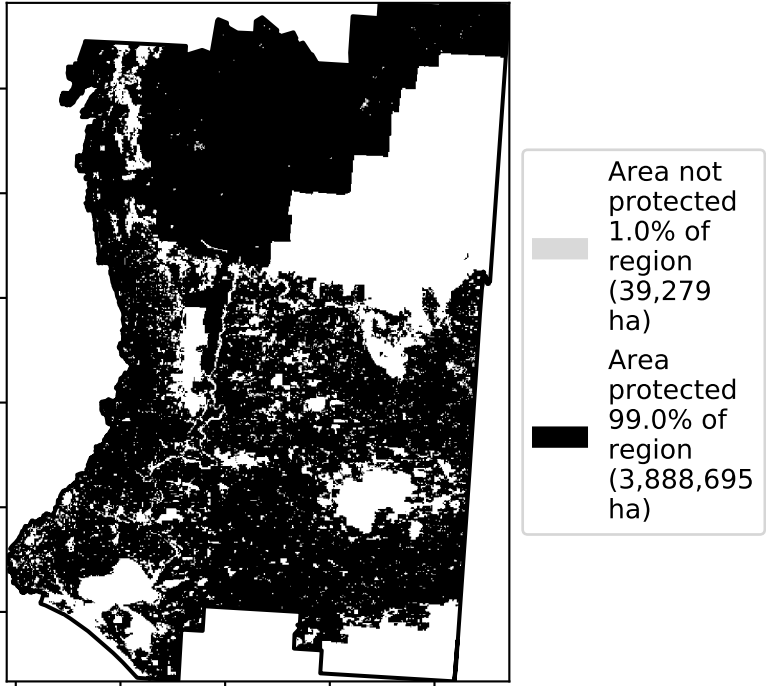 Area not
protected
1.0% of
region
(39,279
ha)
Area
protected
99.0% of
region
(3,888,695
ha)